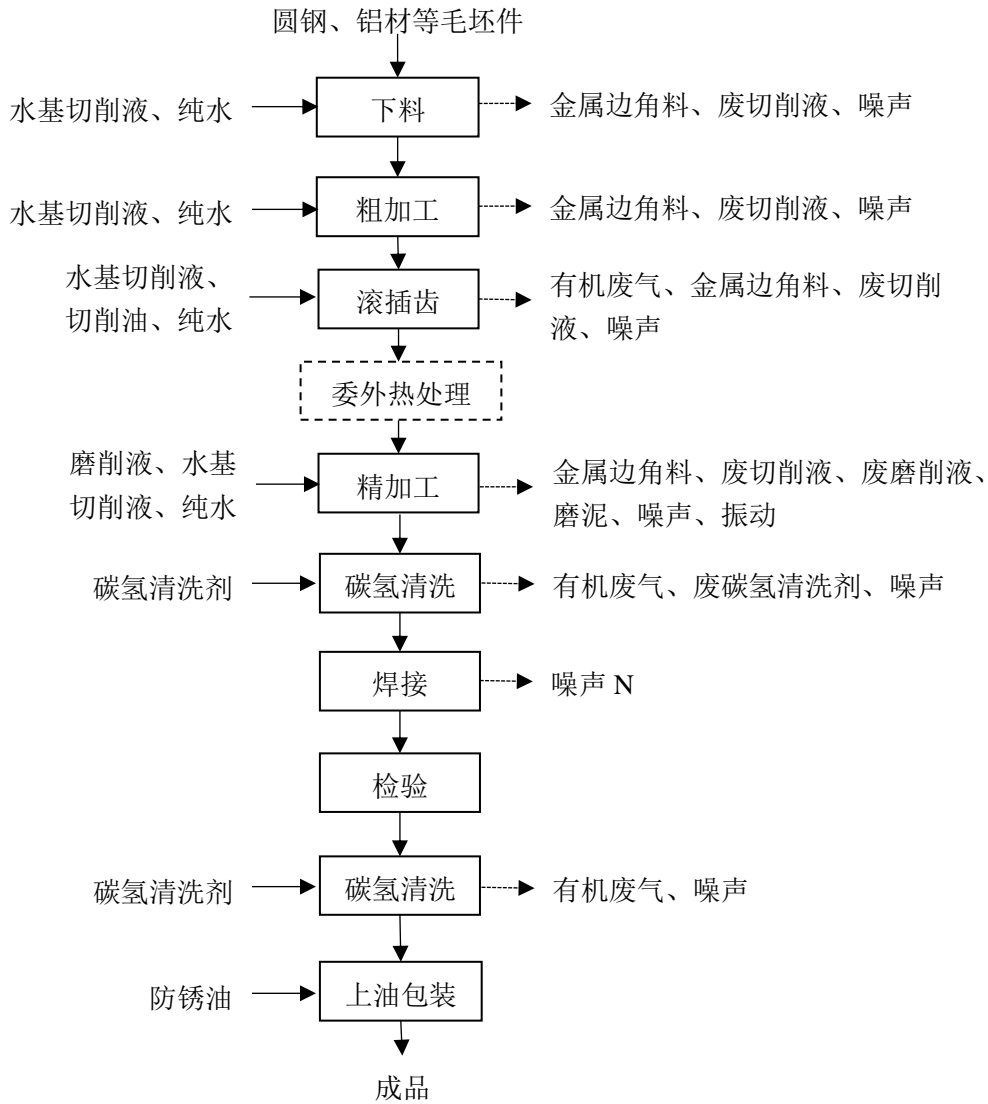 圆钢、铝材等毛坯件
水基切削液、纯水
下料
金属边角料、废切削液、噪声
水基切削液、纯水
粗加工
金属边角料、废切削液、噪声
水基切削液、
切削油、纯水
滚插齿
有机废气、金属边角料、废切削
液、噪声
委外热处理
磨削液、水基
切削液、纯水
精加工
金属边角料、废切削液、废磨削液、
磨泥、噪声、振动
碳氢清洗剂
碳氢清洗
有机废气、废碳氢清洗剂、噪声
焊接
噪声 N
检验
碳氢清洗剂
碳氢清洗
有机废气、噪声
防锈油
上油包装
成品